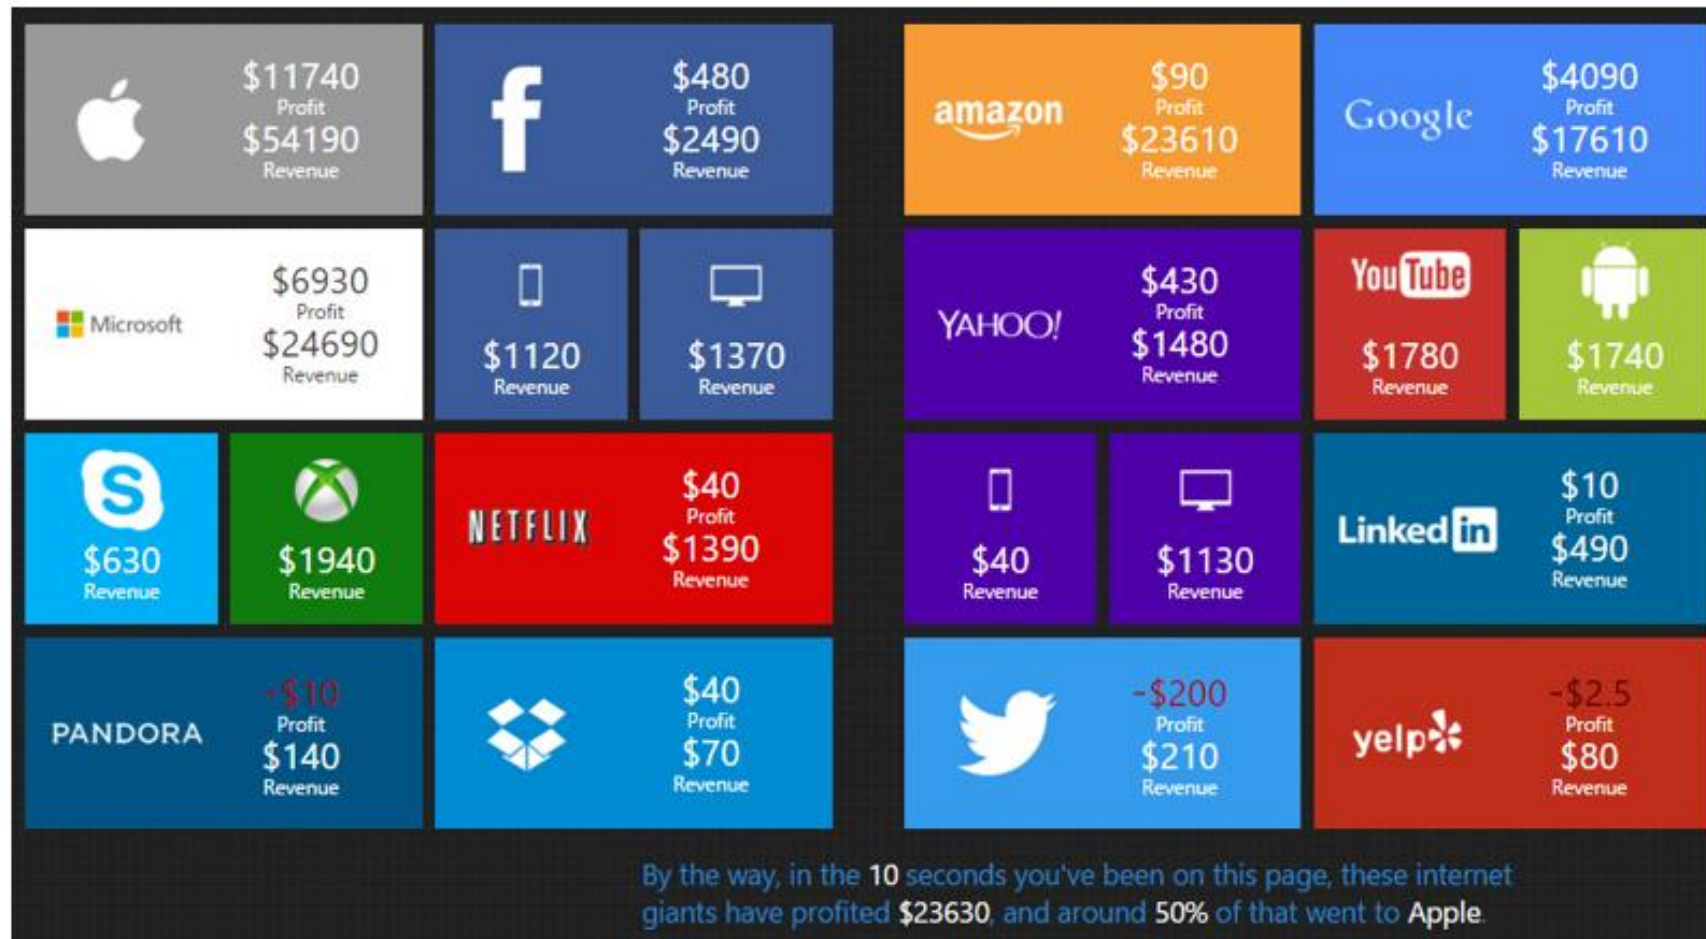 $11740
Profit
$54190
Revenue
f
$480
Profit
$2490
Revenue
amazon
$90
Profit
$23610
Revenue
Google
$4090
Profit
$17610
Revenue
Microsoft
$6930
Profit
$24690
Revenue
$1120
Revenue
$1370
Revenue
YAHOO!
$430
Profit
$1480
Revenue
YouTube
$1780
Revenue
$1740
Revenue
S
$630
Revenue
$1940
Revenue
NETFLIX
$40
Profit
$1390
Revenue
$40
Revenue
$1130
Revenue
Linked in
$10
Profit
$490
Revenue
PANDORA
-$10
Profit
$140
Revenue
$40
Profit
$70
Revenue
-$200
Profit
$210
Revenue
yelp
-$2.5
Profit
$80
Revenue
By the way, in the 10 seconds you've been on this page, these internet
giants have profited $23630, and around 50% of that went to Apple.